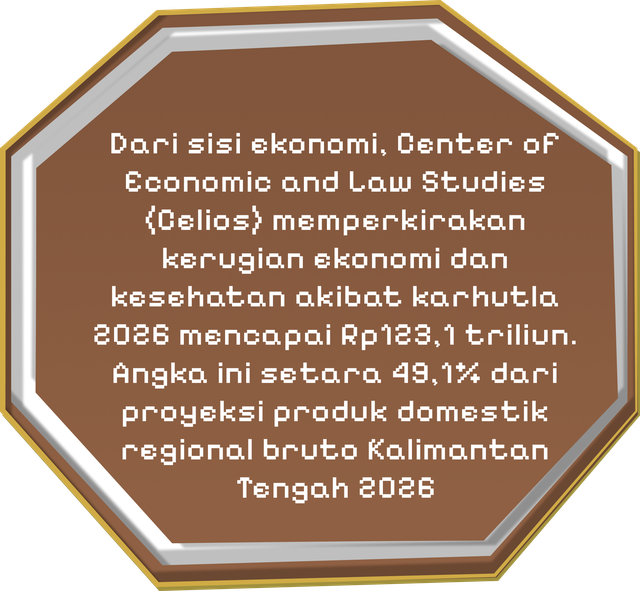 Dari sisi ekonomi, Center of
Economic and Law Studies
(Celios) memperkirakan
kerugian ekonomi dan
kesehatan akibat karhutla
2026 mencapai Rp123,1 triliun.
Angka ini setara 49,1% dari
proyeksi produk domestik
regional bruto Kalimantan
Tengah 2026